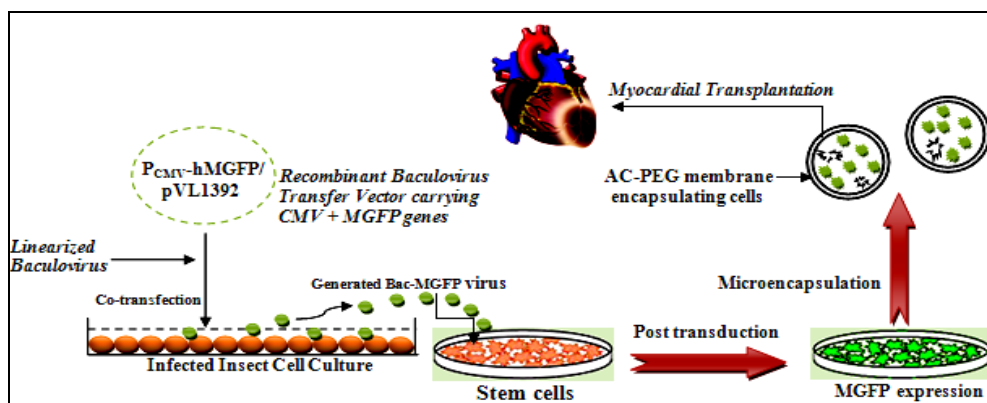 P_CMV-hMGFP/
pVL1392
Recombinant Baculovirus
Transfer Vector carrying
CMV + MGFP genes
Linearized
Baculovirus
Co-transfection
Generated Bac-MGFP virus
Infected Insect Cell Culture
Stem cells
Post transduction
MGFP expression
Microencapsulation
AC-PEG membrane
encapsulating cells
Myocardial Transplantation